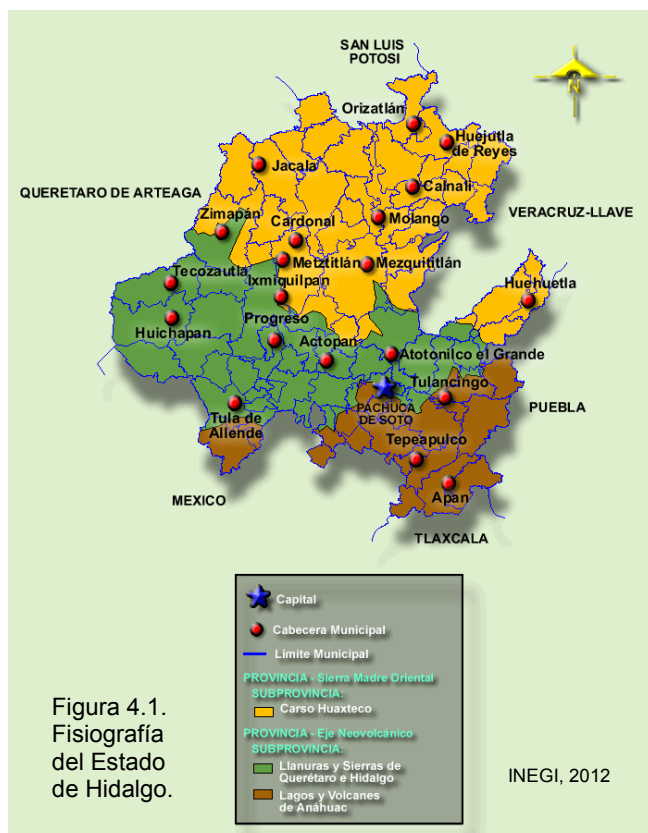 SAN LUIS
POTOSI
N
Orizatlán
Huejutla
de Reyes
Jacala
QUERETARO DE ARTEAGA
Calnali
Zimapán
Cardonal
Molango
VERACRUZ-LLAVE
Metztitlán
Mezquititlán
Tecozautla
Ixmiquilpan
Huehuetla
Huichapan
Progreso
Actopan
Atotonilco el Grande
Tulancingo
PACHUCA
DE SOTO
PUEBLA
Tula de
Allende
Tepeapulco
MEXICO
Apan
TLAXCALA
Capital
Cabecera Municipal
Límite Municipal
PROVINCIA - Sierra Madre Oriental
SUBPROVINCIA:
Carso Huaxteco
PROVINCIA - Eje Neovolcánico
SUBPROVINCIA:
Llanuras y Sierras de
Querétaro e Hidalgo
Lagos y Volcanes
de Anáhuac
Figura 4.1.
Fisiografía
del Estado
de Hidalgo.
INEGI, 2012